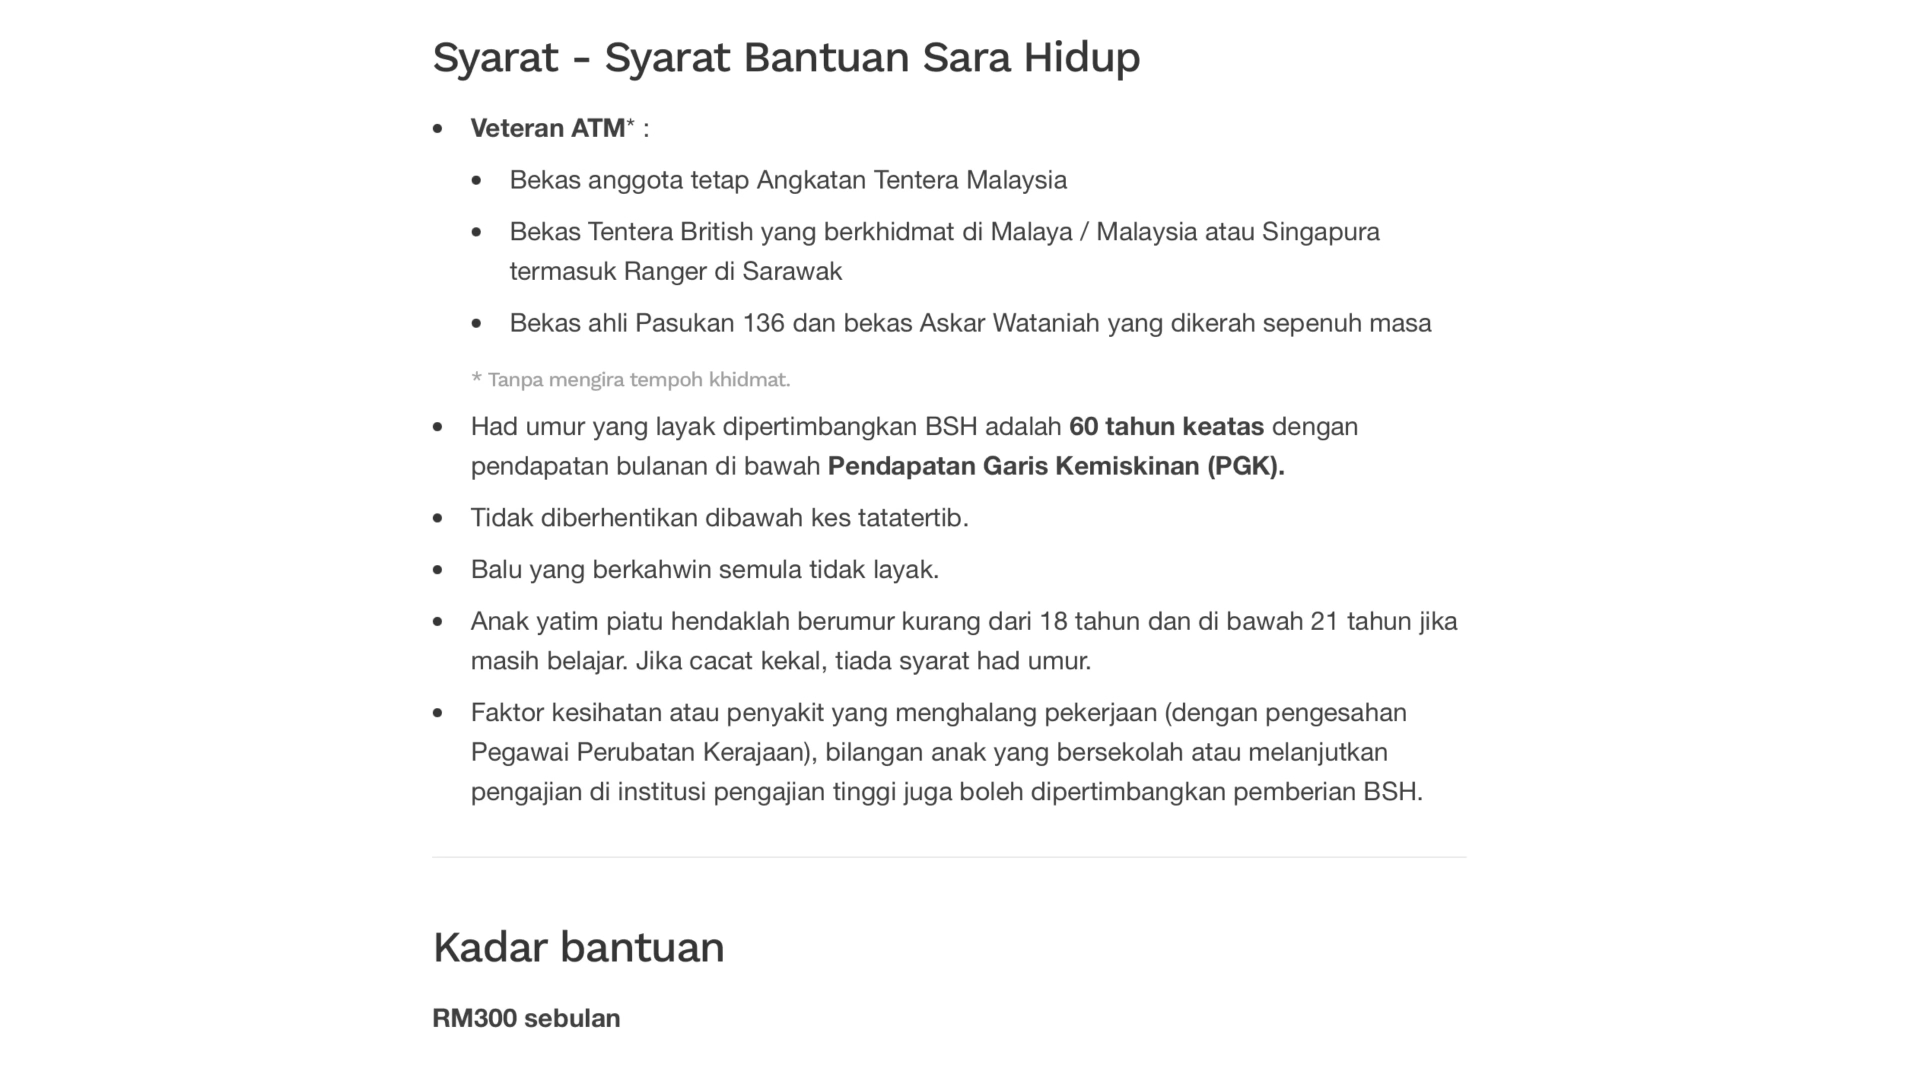 Syarat - Syarat Bantuan Sara Hidup
Veteran ATM* :
Bekas anggota tetap Angkatan Tentera Malaysia
Bekas Tentera British yang berkhidmat di Malaya / Malaysia atau Singapura
termasuk Ranger di Sarawak
Bekas ahli Pasukan 136 dan bekas Askar Wataniah yang dikerah sepenuh masa
* Tanpa mengira tempoh khidmat.
Had umur yang layak dipertimbangkan BSH adalah 60 tahun keatas dengan
pendapatan bulanan di bawah Pendapatan Garis Kemiskinan (PGK).
Tidak diberhentikan dibawah kes tatatertib.
Balu yang berkahwin semula tidak layak.
Anak yatim piatu hendaklah berumur kurang dari 18 tahun dan di bawah 21 tahun jika
masih belajar. Jika cacat kekal, tiada syarat had umur.
Faktor kesihatan atau penyakit yang menghalang pekerjaan (dengan pengesahan
Pegawai Perubatan Kerajaan), bilangan anak yang bersekolah atau melanjutkan
pengajian di institusi pengajian tinggi juga boleh dipertimbangkan pemberian BSH.
Kadar bantuan
RM300 sebulan